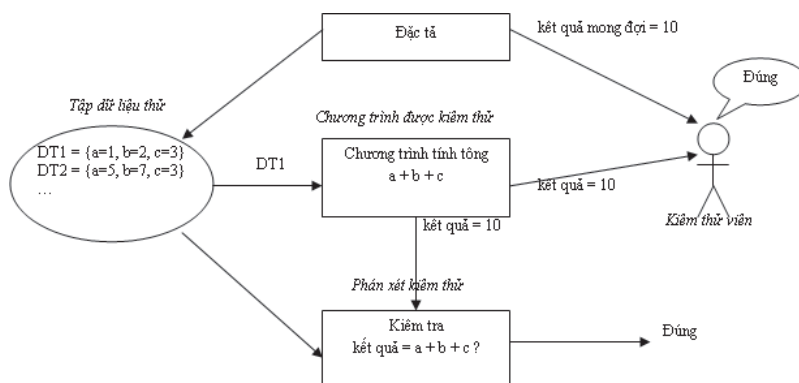 Đặc tả
kết quả mong đợi = 10
Đúng
Tập dữ liệu thử
Chương trình được kiểm thử
DT1 = {a=1, b=2, c=3}
DT2 = {a=5, b=7, c=3}
…
DT1
Chương trình tính tổng
a + b + c
kết quả = 10
Kiểm thử viên
kết quả = 10
Phán xét kiểm thử
Kiểm tra
kết quả = a + b + c ?
Đúng